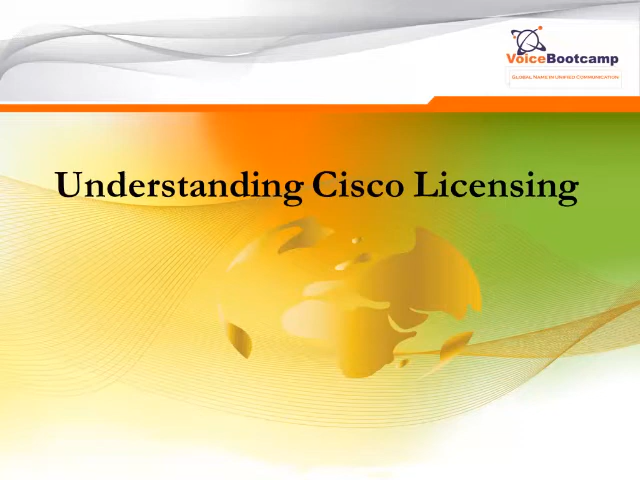 VoiceBootcamp
Global Name in Unified Communication
Understanding Cisco Licensing